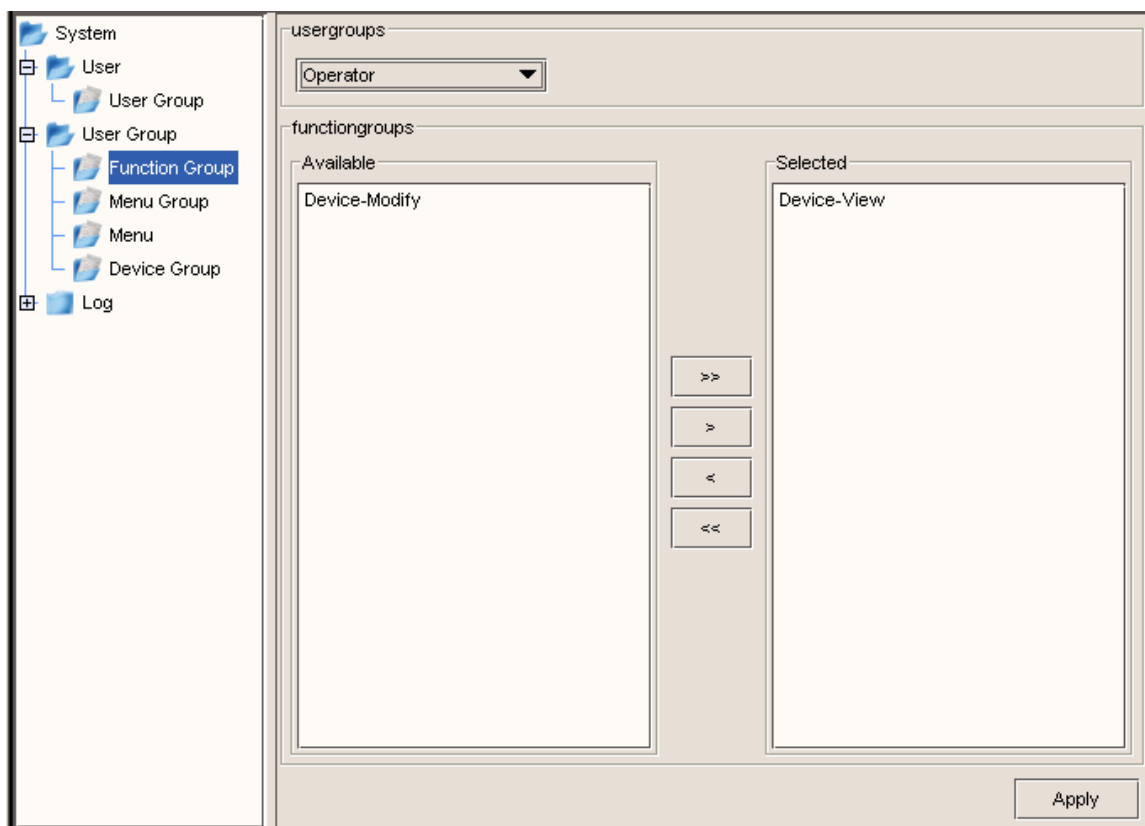 System
User
User Group
User Group
Function Group
Menu Group
Menu
Device Group
Log
usergroups
Operator
functiongroups
Available
Device-Modify
>>
>
<
<<
Selected
Device-View
Apply